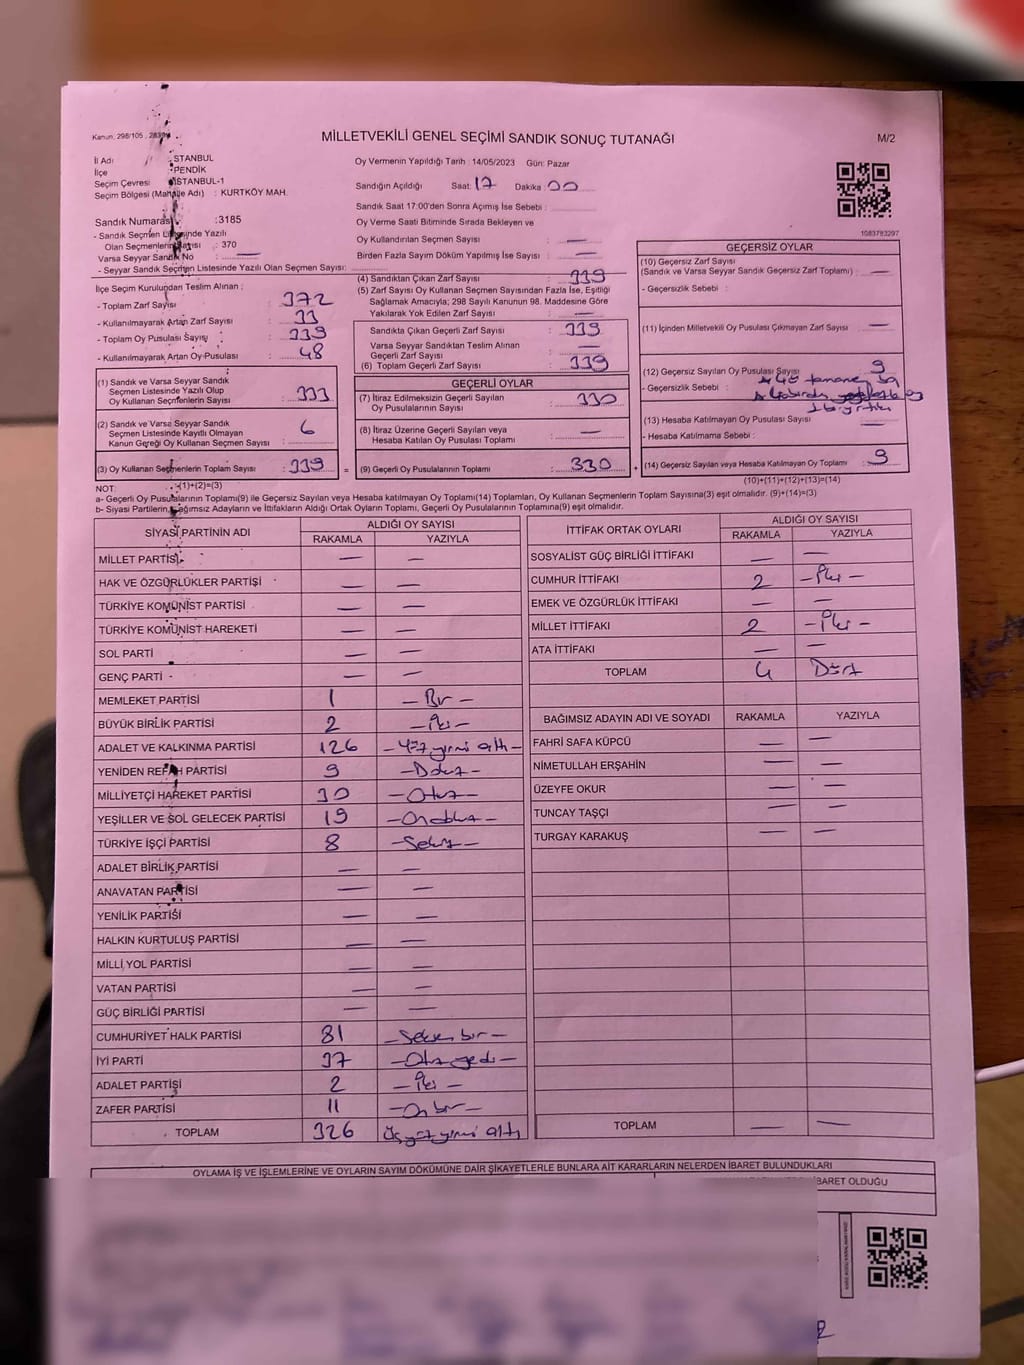 Kanun: 298/105
MİLLETVEKİLİ GENEL SEÇİMİ SANDIK SONUÇ TUTANAĞI
M/2
İl Adı : İSTANBUL
İlçe : PENDİK
Seçim Çevresi : İSTANBUL-1
Seçim Bölgesi (Mahalle Adı) : KURTKÖY MAH.
Sandık Numarası : 3185
- Sandık Seçmen Listesinde Yazılı
Olan Seçmenlerin Sayısı : 370
Varsa Seyyar Sandık No —
- Seyyar Sandık Seçmen Listesinde Yazılı Olan Seçmen Sayısı:
Oy Vermenin Yapıldığı Tarih : 14/05/2023 Gün: Pazar
Sandığın Açıldığı Saat: 17 Dakika : 00
Sandık Saat 17:00'den Sonra Açılmış İse Sebebi :
Oy Verme Saati Bitiminde Sırada Bekleyen ve
Oy Kullandırılan Seçmen Sayısı : —
Birden Fazla Sayım Döküm Yapılmış İse Sayısı : —
1083783297
İlçe Seçim Kurulundan Teslim Alınan ;
- Toplam Zarf Sayısı : 372
- Kullanılmayarak Artan Zarf Sayısı : 33
- Toplam Oy Pusulası Sayısı : 339
- Kullanılmayarak Artan Oy Pusulası : 48
(1) Sandık ve Varsa Seyyar Sandık
Seçmen Listesinde Yazılı Olup
Oy Kullanan Seçmenlerin Sayısı : 333
(2) Sandık ve Varsa Seyyar Sandık
Seçmen Listesinde Kayıtlı Olmayan
Kanun Gereği Oy Kullanan Seçmen Sayısı : 6
(3) Oy Kullanan Seçmenlerin Toplam Sayısı : 339 =
(4) Sandıktan Çıkan Zarf Sayısı : 339
(5) Zarf Sayısı Oy Kullanan Seçmen Sayısından Fazla İse, Eşitliği
Sağlamak Amacıyla; 298 Sayılı Kanunun 98. Maddesine Göre
Yakılarak Yok Edilen Zarf Sayısı : —
Sandıkta Çıkan Geçerli Zarf Sayısı : 339
Varsa Seyyar Sandıktan Teslim Alınan
Geçerli Zarf Sayısı : —
(6) Toplam Geçerli Zarf Sayısı : 339
GEÇERLİ OYLAR
(7) İtiraz Edilmeksizin Geçerli Sayılan
Oy Pusulalarının Sayısı : 330
(8) İtiraz Üzerine Geçerli Sayılan veya
Hesaba Katılan Oy Pusulası Toplamı : —
(9) Geçerli Oy Pusulalarının Toplamı : 330 +
GEÇERSİZ OYLAR
(10) Geçersiz Zarf Sayısı
(Sandık ve Varsa Seyyar Sandık Geçersiz Zarf Toplamı) : —
- Geçersizlik Sebebi :
(11) İçinden Milletvekili Oy Pusulası Çıkmayan Zarf Sayısı : —
(12) Geçersiz Sayılan Oy Pusulası Sayısı : 9
- Geçersizlik Sebebi :
(13) Hesaba Katılmayan Oy Pusulası Sayısı : —
- Hesaba Katılmama Sebebi :
(14) Geçersiz Sayılan veya Hesaba Katılmayan Oy Toplamı : 9
(10)+(11)+(12)+(13)=(14)
NOT: (1)+(2)=(3)
a- Geçerli Oy Pusulalarının Toplamı(9) ile Geçersiz Sayılan veya Hesaba katılmayan Oy Toplamı(14) Toplamları, Oy Kullanan Seçmenlerin Toplam Sayısına(3) eşit olmalıdır. (9)+(14)=(3)
b- Siyasi Partilerin, Bağımsız Adayların ve İttifakların Aldığı Ortak Oyların Toplamı, Geçerli Oy Pusulalarının Toplamına(9) eşit olmalıdır.
SİYASİ PARTİNİN ADI ALDIĞI OY SAYISI
RAKAMLA YAZIYLA
MİLLET PARTİSİ — —
HAK VE ÖZGÜRLÜKLER PARTİSİ — —
TÜRKİYE KOMÜNİST PARTİSİ — —
TÜRKİYE KOMÜNİST HAREKETİ — —
SOL PARTİ — —
GENÇ PARTİ — —
MEMLEKET PARTİSİ 1 - Bir -
BÜYÜK BİRLİK PARTİSİ 2 - İki -
ADALET VE KALKINMA PARTİSİ 126 - Yüz yirmi altı -
YENİDEN REFAH PARTİSİ 9 - Dokuz -
MİLLİYETÇİ HAREKET PARTİSİ 30 - Otuz -
YEŞİLLER VE SOL GELECEK PARTİSİ 19 - Ondokuz -
TÜRKİYE İŞÇİ PARTİSİ 8 - Sekiz -
ADALET BİRLİK PARTİSİ — —
ANAVATAN PARTİSİ — —
YENİLİK PARTİSİ — —
HALKIN KURTULUŞ PARTİSİ — —
MİLLİ YOL PARTİSİ — —
VATAN PARTİSİ — —
GÜÇ BİRLİĞİ PARTİSİ — —
CUMHURİYET HALK PARTİSİ 81 - Seksen bir -
İYİ PARTİ 37 - Otuz yedi -
ADALET PARTİSİ 2 - İki -
ZAFER PARTİSİ 11 - On bir -
TOPLAM 326 Üçyüz yirmi altı
İTTİFAK ORTAK OYLARI ALDIĞI OY SAYISI
RAKAMLA YAZIYLA
SOSYALİST GÜÇ BİRLİĞİ İTTİFAKI — —
CUMHUR İTTİFAKI 2 - İki -
EMEK VE ÖZGÜRLÜK İTTİFAKI — —
MİLLET İTTİFAKI 2 - İki -
ATA İTTİFAKI — —
TOPLAM 4 Dört
BAĞIMSIZ ADAYIN ADI VE SOYADI RAKAMLA YAZIYLA
FAHRİ SAFA KÜPCÜ — —
NİMETULLAH ERŞAHİN — —
ÜZEYFE OKUR — —
TUNCAY TAŞÇI — —
TURGAY KARAKUŞ — —
TOPLAM — —
OYLAMA İŞ VE İŞLEMLERİNE VE OYLARIN SAYIM DÖKÜMÜNE DAİR ŞİKAYETLERLE BUNLARA AİT KARARLARIN NELERDEN İBARET BULUNDUKLARI
İBARET OLDUĞU